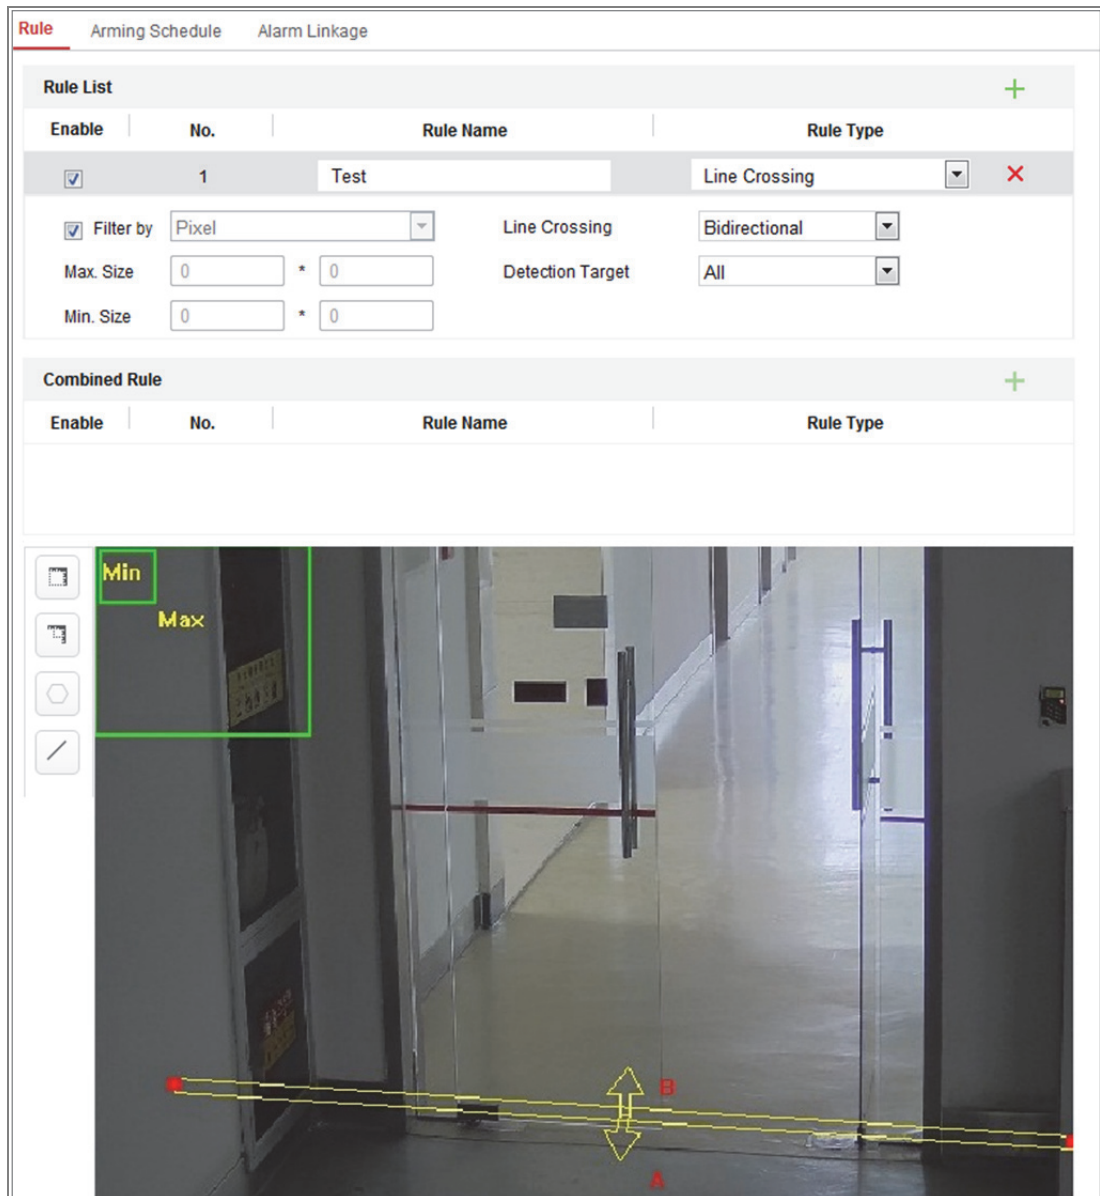 Rule Arming Schedule Alarm Linkage
Rule List
Enable No. Rule Name Rule Type
1 Test Line Crossing
Filter by Pixel Line Crossing Bidirectional
Max. Size 0 * 0 Detection Target All
Min. Size 0 * 0
Combined Rule
Enable No. Rule Name Rule Type
Min
Max
B
A